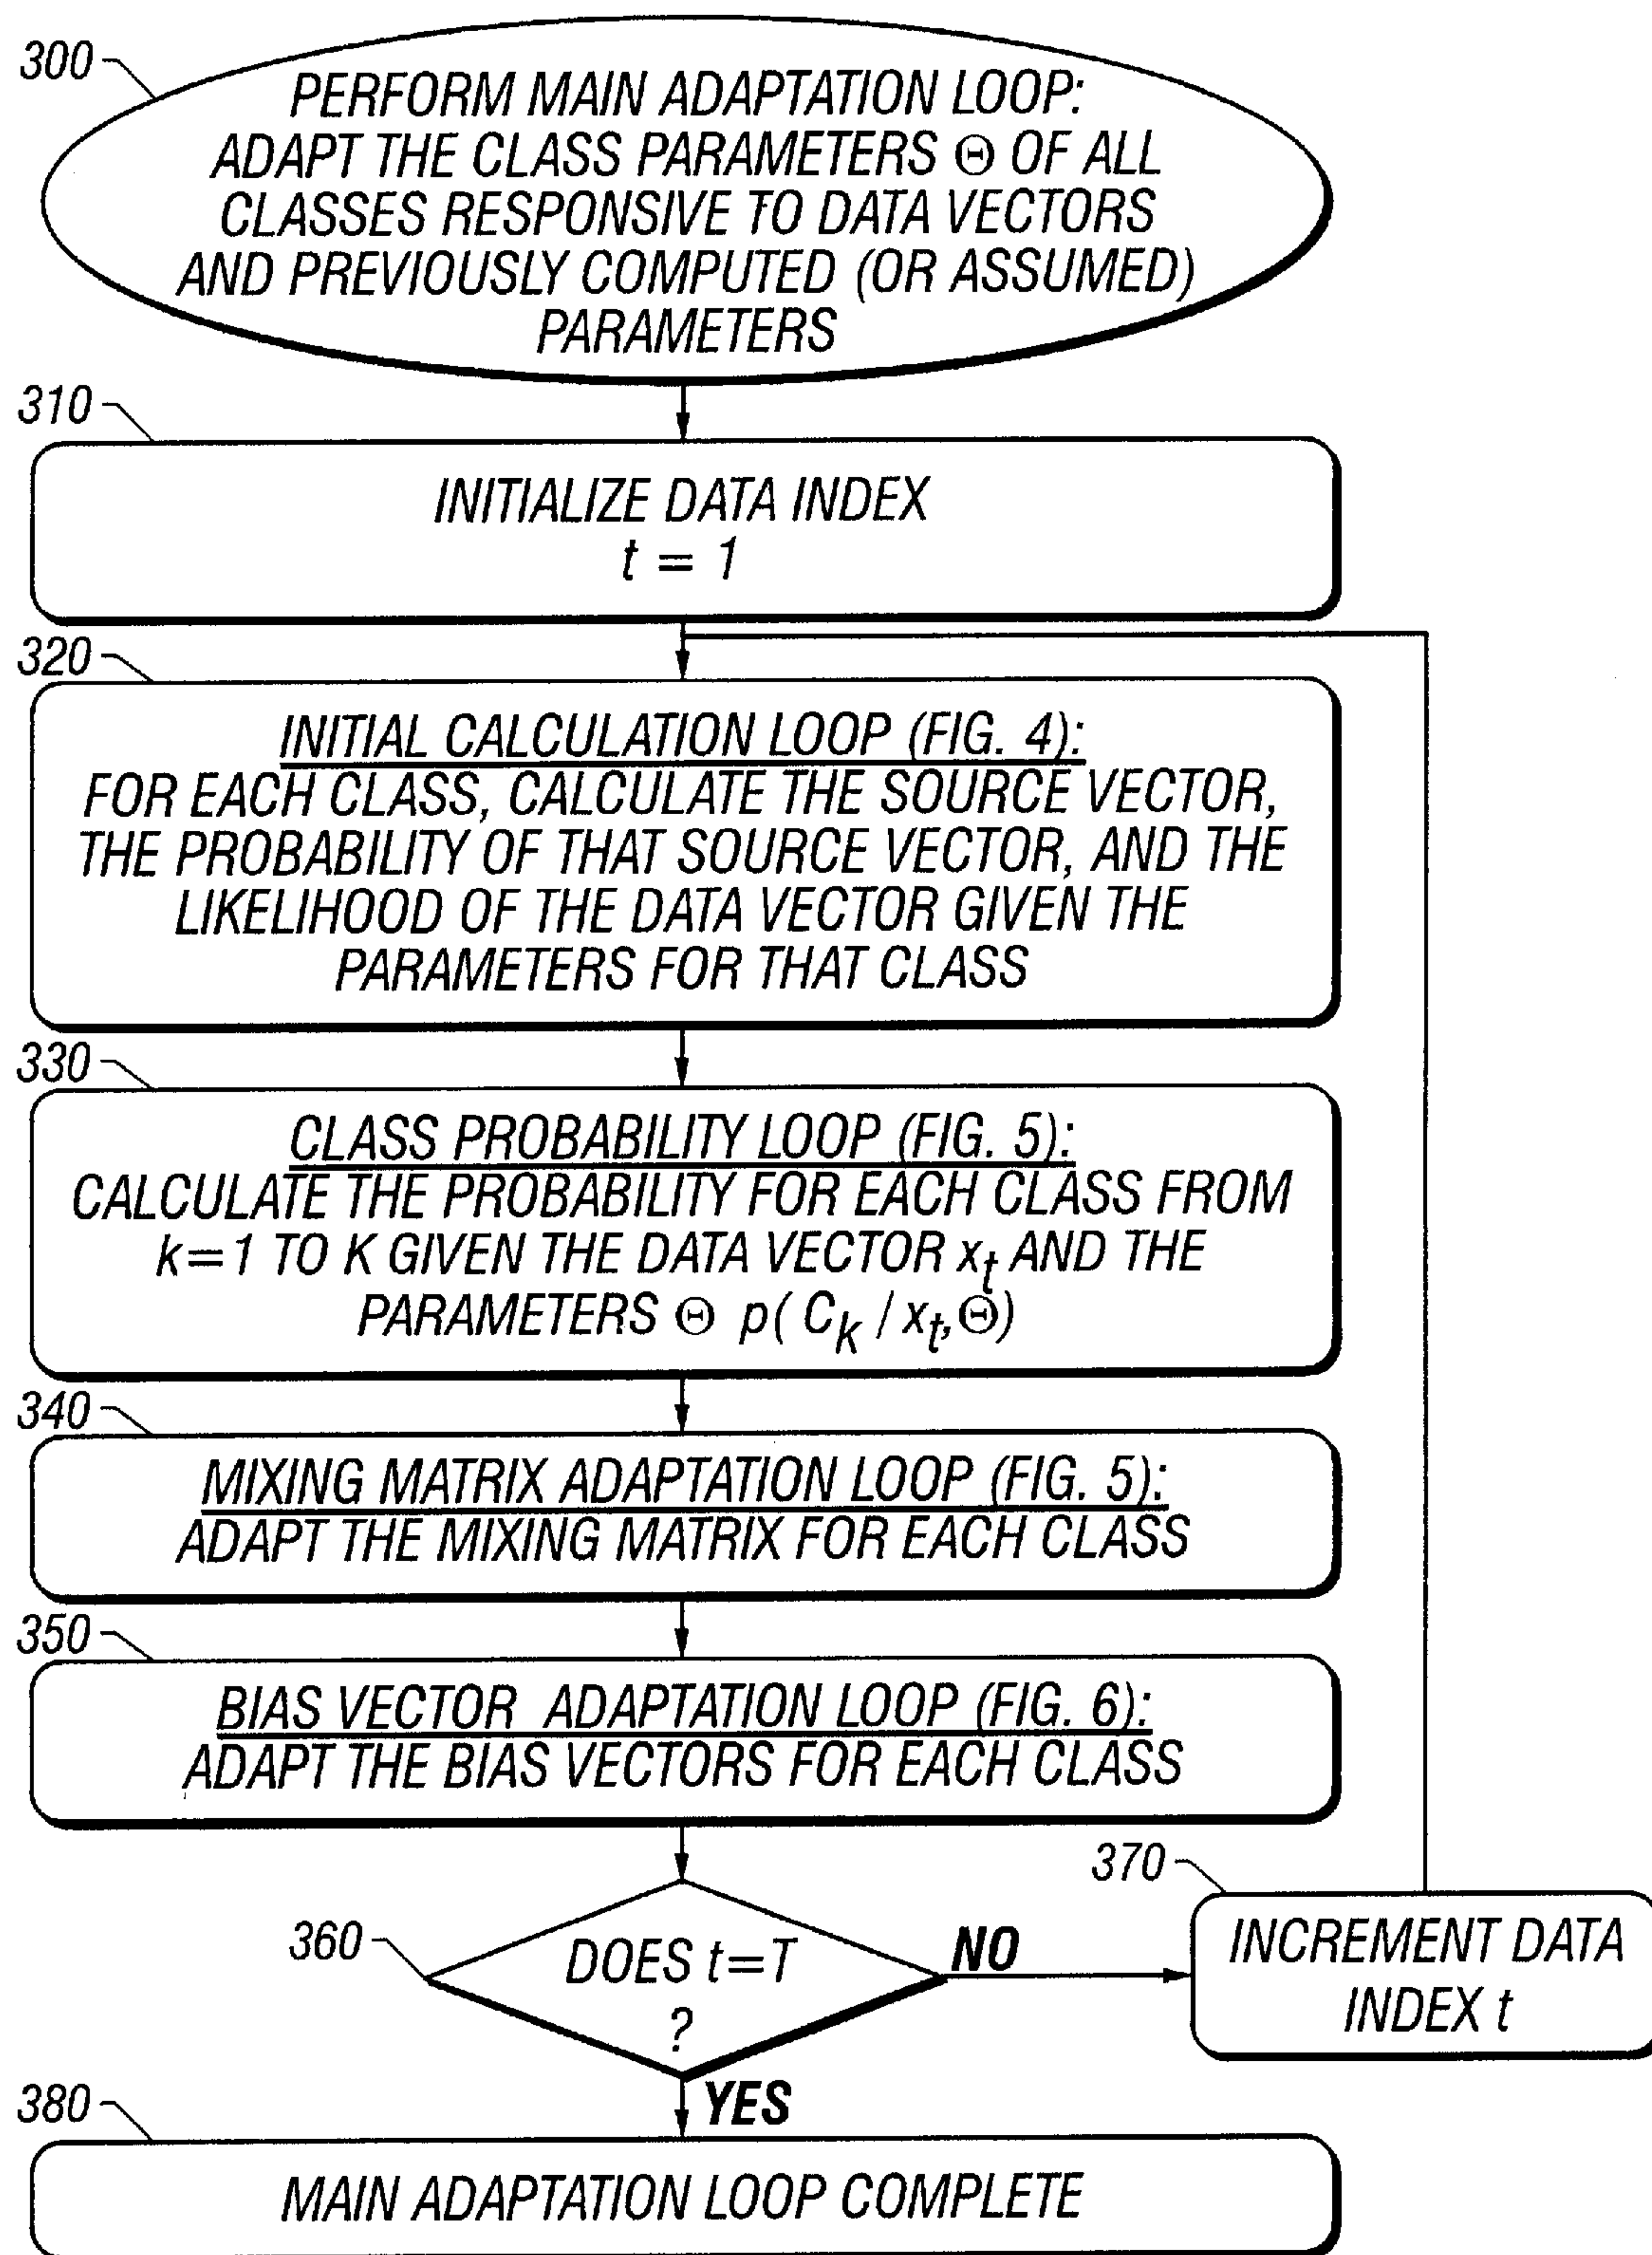 300
PERFORM MAIN ADAPTATION LOOP:
ADAPT THE CLASS PARAMETERS Θ OF ALL
CLASSES RESPONSIVE TO DATA VECTORS
AND PREVIOUSLY COMPUTED (OR ASSUMED)
PARAMETERS
310
INITIALIZE DATA INDEX
t = 1
320
INITIAL CALCULATION LOOP (FIG. 4):
FOR EACH CLASS, CALCULATE THE SOURCE VECTOR,
THE PROBABILITY OF THAT SOURCE VECTOR, AND THE
LIKELIHOOD OF THE DATA VECTOR GIVEN THE
PARAMETERS FOR THAT CLASS
330
CLASS PROBABILITY LOOP (FIG. 5):
CALCULATE THE PROBABILITY FOR EACH CLASS FROM
k=1 TO K GIVEN THE DATA VECTOR x_t AND THE
PARAMETERS Θ p( C_k / x_t,Θ)
340
MIXING MATRIX ADAPTATION LOOP (FIG. 5):
ADAPT THE MIXING MATRIX FOR EACH CLASS
350
BIAS VECTOR ADAPTATION LOOP (FIG. 6):
ADAPT THE BIAS VECTORS FOR EACH CLASS
360
DOES t=T
?
NO
370
INCREMENT DATA
INDEX t
YES
380
MAIN ADAPTATION LOOP COMPLETE